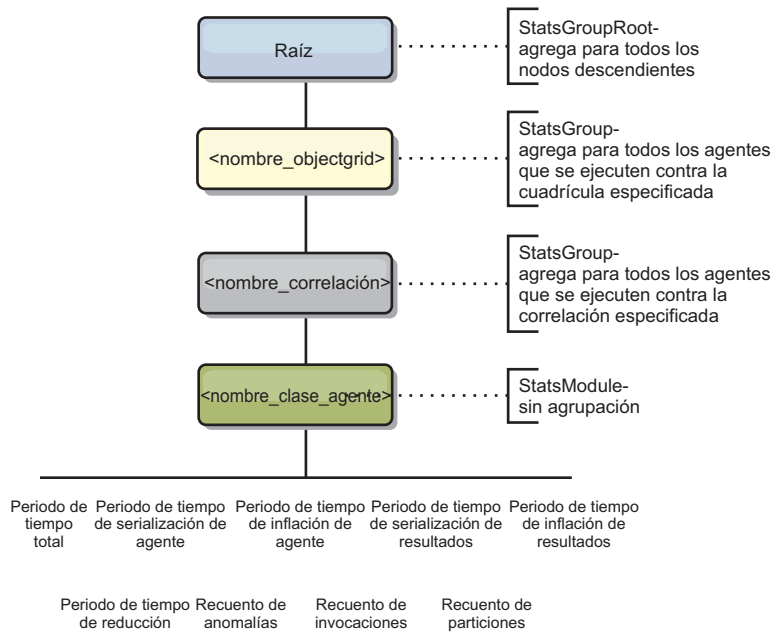 Raíz
StatsGroupRoot-
agrega para todos los
nodos descendientes
<nombre_objectgrid>
StatsGroup-
agrega para todos los agentes
que se ejecuten contra la
cuadrícula especificada
<nombre_correlación>
StatsGroup-
agrega para todos los agentes
que se ejecuten contra la
correlación especificada
<nombre_clase_agente>
StatsModule-
sin agrupación
Periodo de
tiempo
total
Periodo de tiempo
de serialización de
agente
Periodo de tiempo
de inflación de
agente
Periodo de tiempo
de serialización de
resultados
Periodo de tiempo
de inflación de
resultados
Periodo de tiempo
de reducción
Recuento de
anomalías
Recuento de
invocaciones
Recuento de
particiones